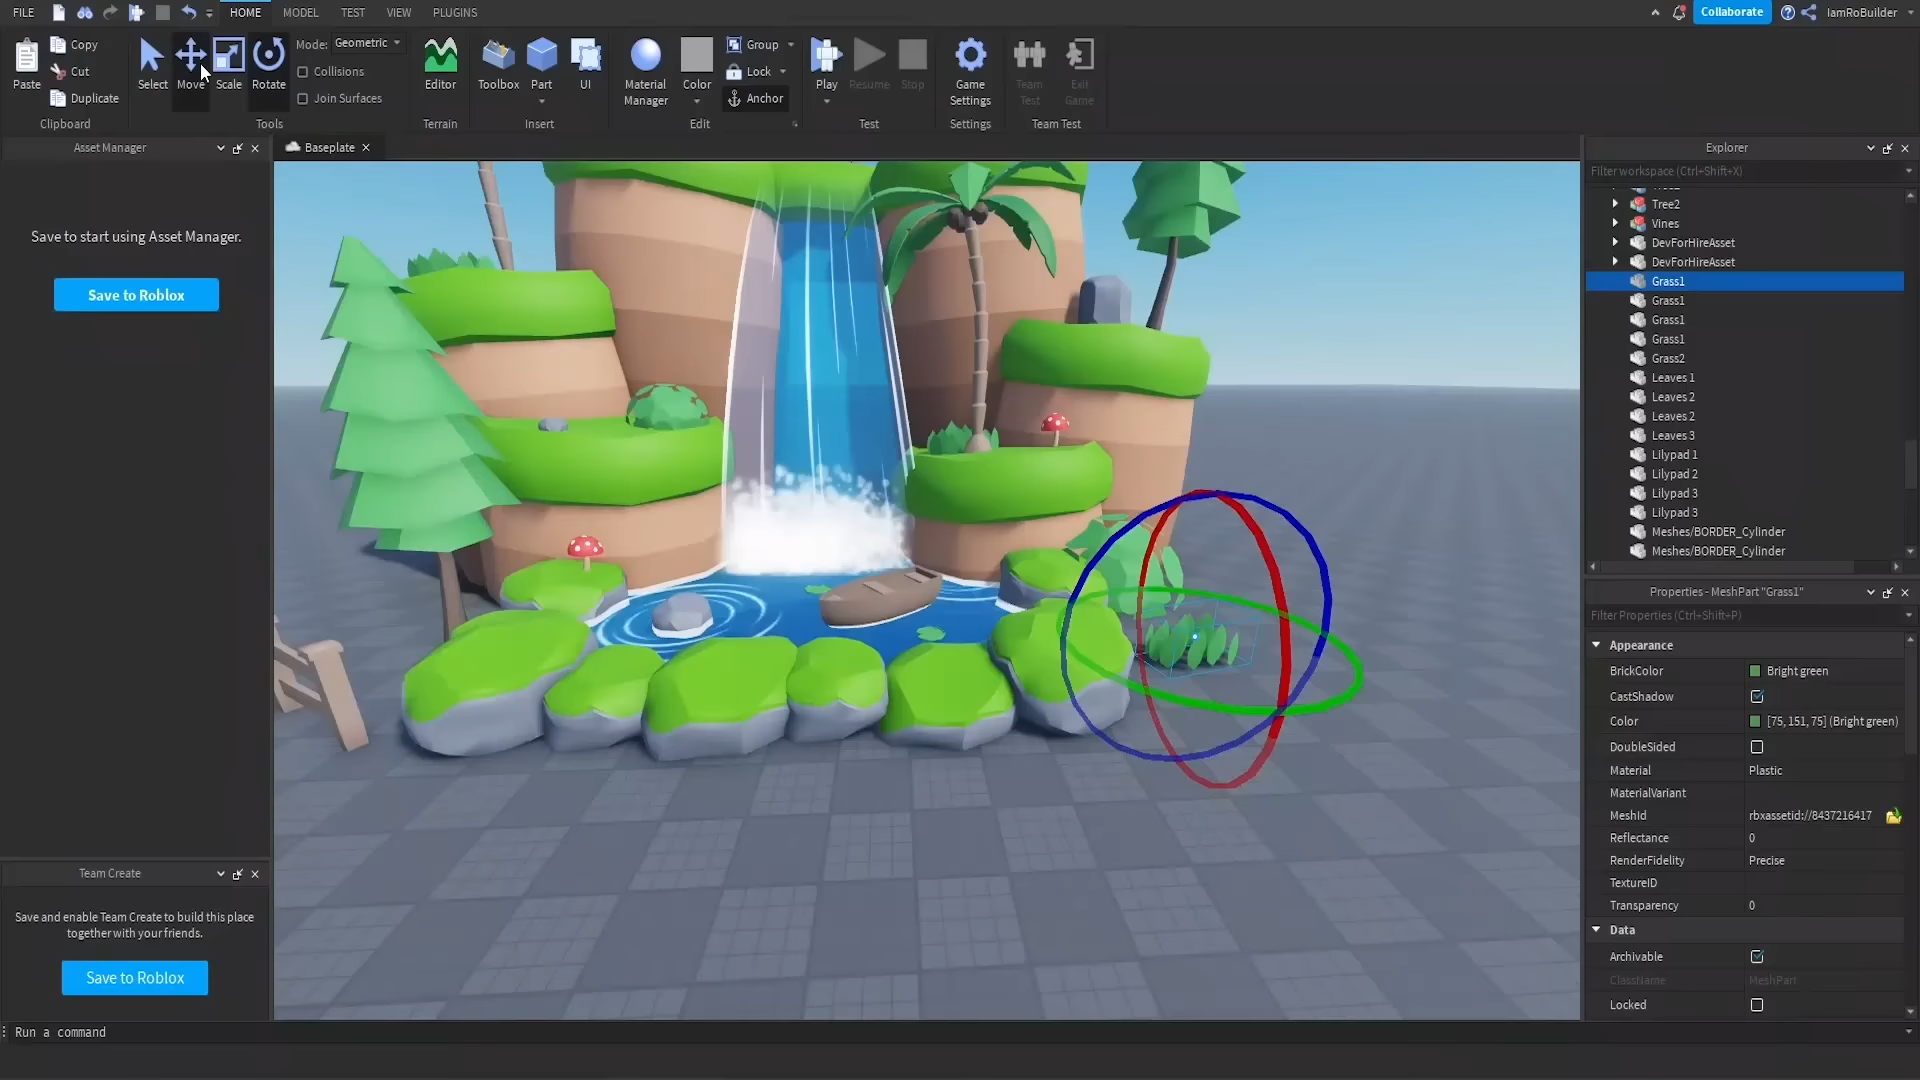 FILE
HOME
MODEL
TEST
VIEW
PLUGINS
Collaborate
IamRoBuilder
Paste
Copy
Cut
Duplicate
Clipboard
Select
Move
Scale
Rotate
Mode:
Geometric
Collisions
Join Surfaces
Tools
Editor
Terrain
Toolbox
Part
UI
Insert
Material
Manager
Color
Group
Lock
Anchor
Edit
Play
Resume
Stop
Test
Game
Settings
Settings
Team
Test
Exit
Game
Team Test
Asset Manager
Save to start using Asset Manager.
Save to Roblox
Team Create
Save and enable Team Create to build this place
together with your friends.
Save to Roblox
Baseplate
Explorer
Filter workspace (Ctrl+Shift+X)
Tree2
Vines
DevForHireAsset
DevForHireAsset
Grass1
Grass1
Grass1
Grass1
Grass2
Leaves 1
Leaves 2
Leaves 2
Leaves 3
Lilypad 1
Lilypad 2
Lilypad 3
Lilypad 3
Meshes/BORDER_Cylinder
Meshes/BORDER_Cylinder
Properties - MeshPart "Grass1"
Filter Properties (Ctrl+Shift+P)
Appearance
BrickColor Bright green
CastShadow
Color [75, 151, 75] (Bright green)
DoubleSided
Material Plastic
MaterialVariant
MeshId rbxassetid://8437216417
Reflectance 0
RenderFidelity Precise
TextureID
Transparency 0
Data
Archivable
ClassName MeshPart
Locked
Run a command